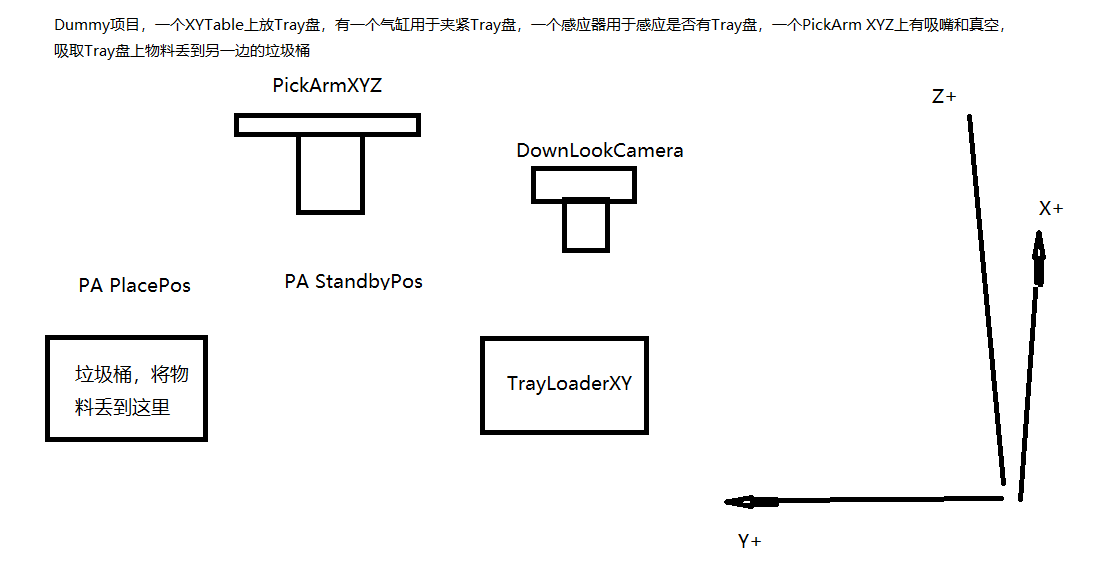 Dummy项目，一个XYTable上放Tray盘，有一个气缸用于夹紧Tray盘，一个感应器用于感应是否有Tray盘，一个PickArm XYZ上有吸嘴和真空，
吸取Tray盘上物料丢到另一边的垃圾桶
PickArmXYZ
Z+
DownLookCamera
X+
PA PlacePos
PA StandbyPos
垃圾桶，将物
料丢到这里
TrayLoaderXY
Y+